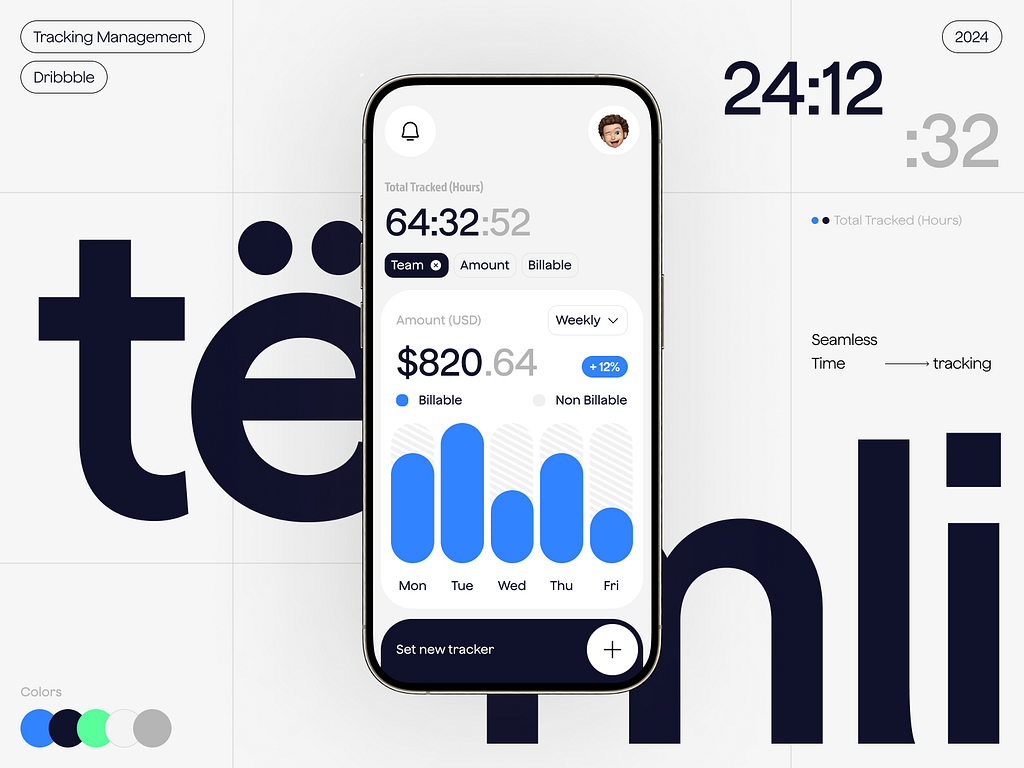 Tracking Management
Dribbble
2024
24:12
:32
Total Tracked (Hours)
64:32:52
Team
Amount
Billable
Amount (USD)
Weekly
$820.64
+ 12%
Billable
Non Billable
Mon Tue Wed Thu Fri
Set new tracker
Total Tracked (Hours)
Seamless
Time tracking
të
mli
Colors